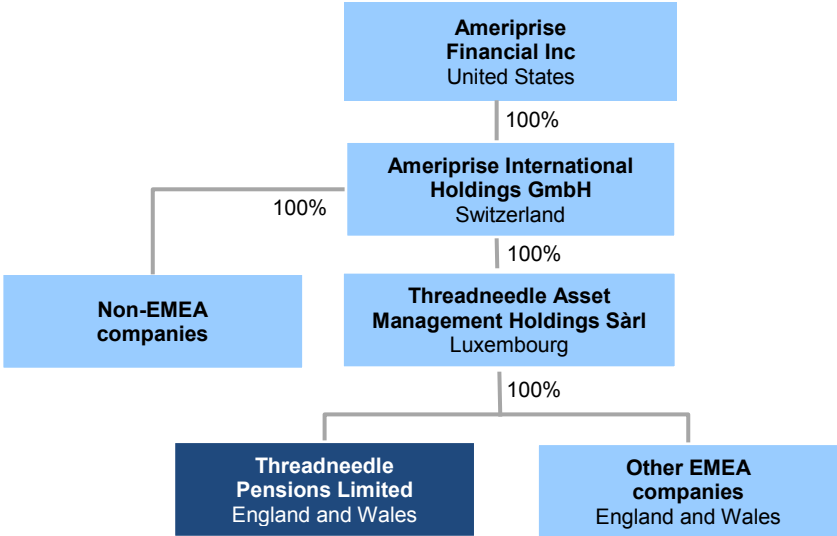 Ameriprise
Financial Inc
United States
100%
Ameriprise International
Holdings GmbH
Switzerland
100%
100%
Non-EMEA
companies
Threadneedle Asset
Management Holdings Sàrl
Luxembourg
100%
Threadneedle
Pensions Limited
England and Wales
Other EMEA
companies
England and Wales